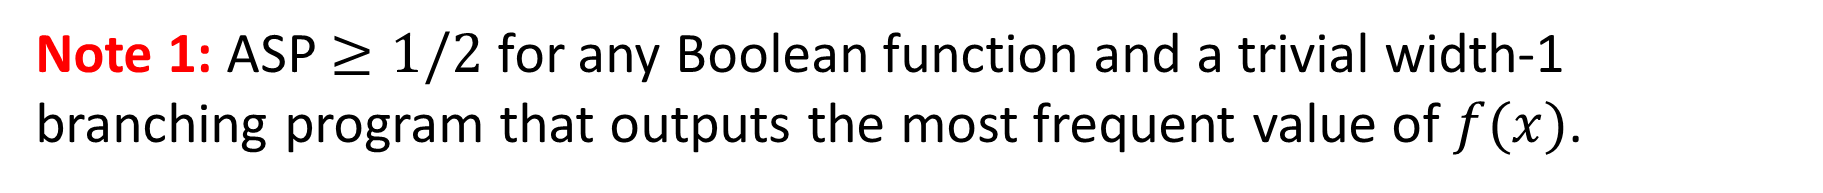 Note 1: ASP ≥ 1/2 for any Boolean function and a trivial width-1
branching program that outputs the most frequent value of f(x).